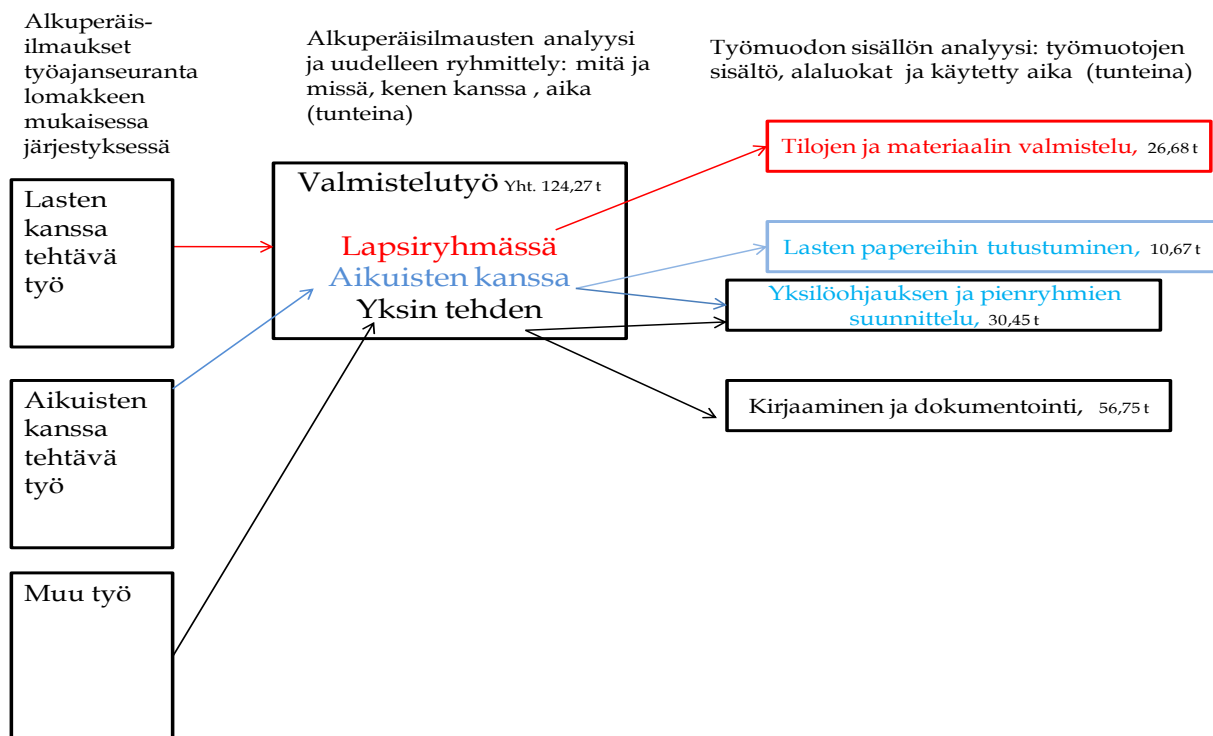 Alkuperäis-
ilmaukset
työajanseuranta
lomakkeen
mukaisessa
järjestyksessä
Alkuperäisilmausten analyysi
ja uudelleen ryhmittely: mitä ja
missä, kenen kanssa , aika
(tunteina)
Työmuodon sisällön analyysi: työmuotojen
sisältö, alaluokat ja käytetty aika (tunteina)
Lasten
kanssa
tehtävä
työ
Aikuisten
kanssa
tehtävä
työ
Muu työ
Valmistelutyö Yht. 124,27 t
Lapsiryhmässä
Aikuisten kanssa
Yksin tehden
Tilojen ja materiaalin valmistelu, 26,68 t
Lasten papereihin tutustuminen, 10,67 t
Yksilöohjauksen ja pienryhmien
suunnittelu, 30,45 t
Kirjaaminen ja dokumentointi, 56,75 t